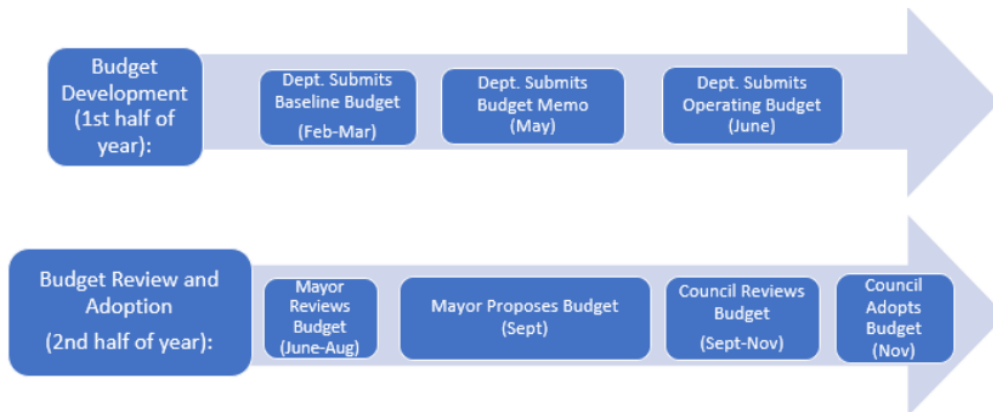 Budget
Development
(1st half of
year):
Dept. Submits
Baseline Budget
(Feb-Mar)
Dept. Submits
Budget Memo
(May)
Dept. Submits
Operating Budget
(June)
Budget Review and
Adoption
(2nd half of year):
Mayor
Reviews
Budget
(June-Aug)
Mayor Proposes Budget
(Sept)
Council Reviews
Budget
(Sept-Nov)
Council
Adopts
Budget
(Nov)